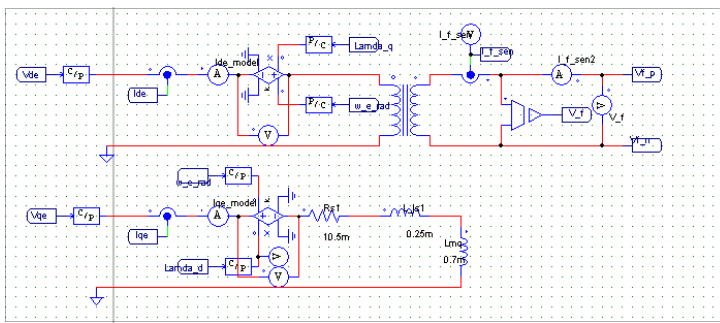 I_f_sen
V
P/C
Lamda_q
I_f_sen
I_f_sen2
Ide_model
Vde
C/P
A
A
Vf_p
Ide
P/C
w_e_rad
V
V_f
V
V_f
Vf_n
w_e_rad
C/P
Iqe_model
Vqe
C/P
A
Rs1
L_ls1
Iqe
10.5m
0.25m
Lmq
0.7m
Lamda_d
C/P
V
V